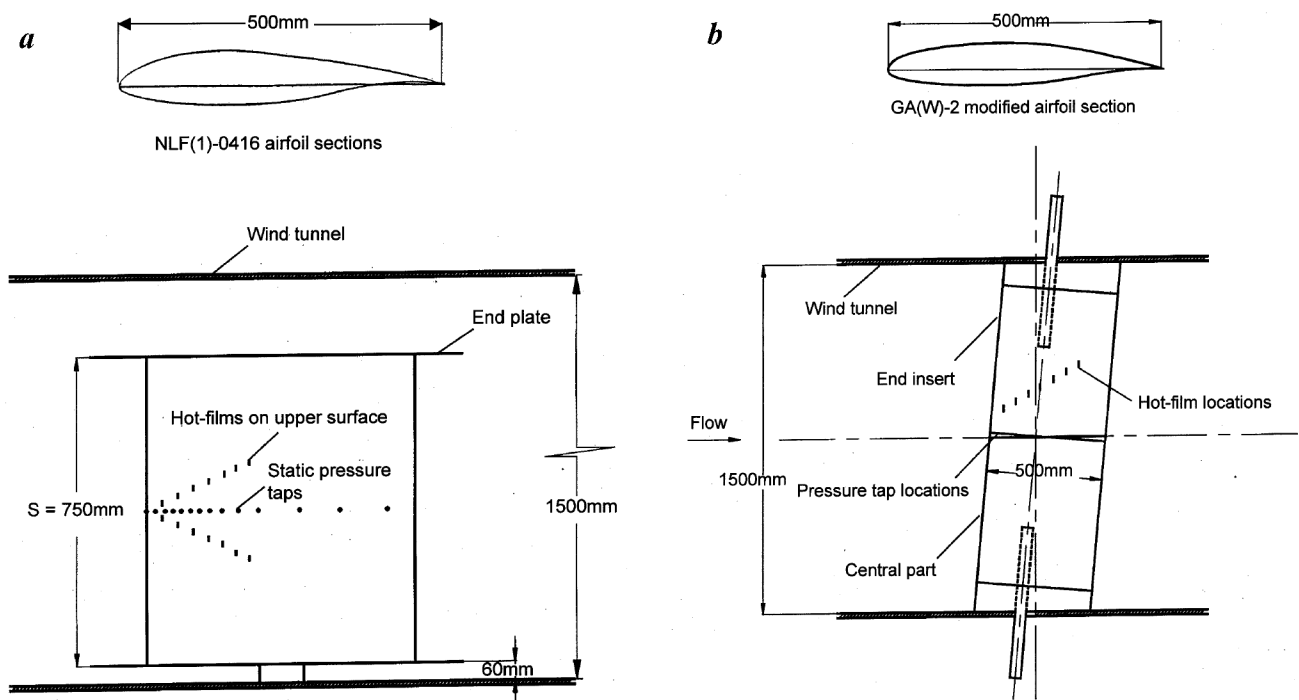 a
500mm
NLF(1)-0416 airfoil sections
Wind tunnel
End plate
Hot-films on upper surface
Static pressure
taps
S = 750mm
1500mm
60mm
b
500mm
GA(W)-2 modified airfoil section
Wind tunnel
End insert
Hot-film locations
Flow
500mm
1500mm
Pressure tap locations
Central part